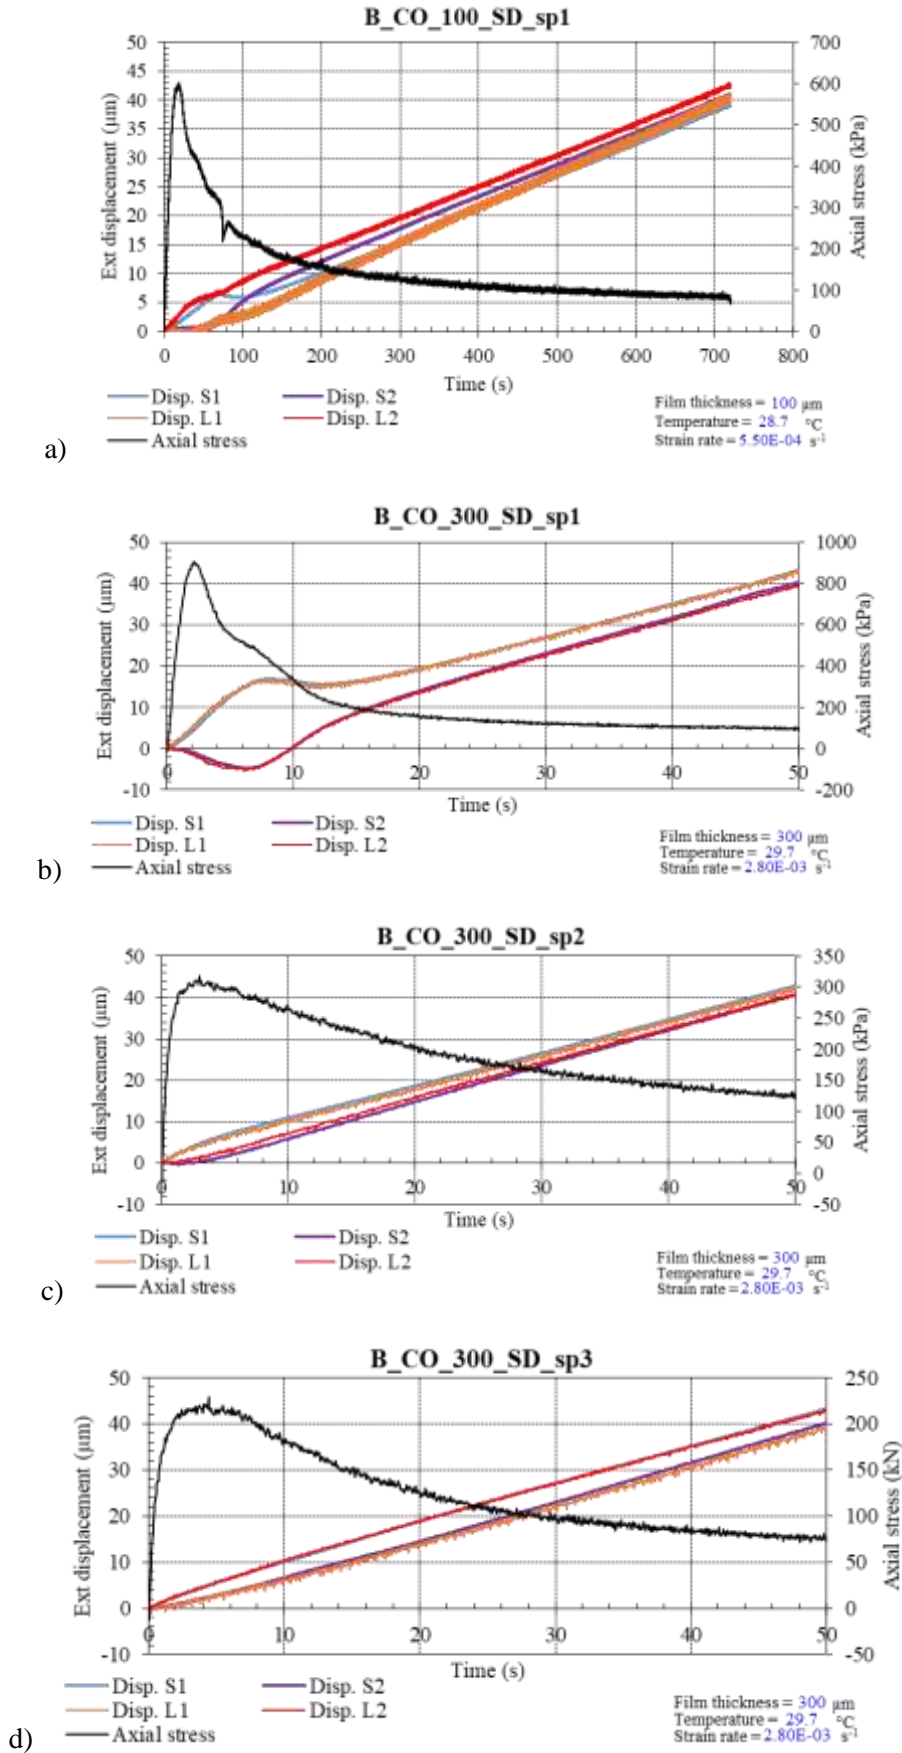 B_CO_100_SD_sp1
50
45
40
35
30
25
20
15
10
5
0
Ext displacement (μm)
700
600
500
400
300
200
100
0
Axial stress (kPa)
0 100 200 300 400 500 600 700 800
Time (s)
Disp. S1 Disp. S2
Disp. L1 Disp. L2
Axial stress
Film thickness = 100 μm
Temperature = 28.7 °C
Strain rate = 5.50E-04 s-1
a)
B_CO_300_SD_sp1
50
40
30
20
10
0
-10
Ext displacement (μm)
1000
800
600
400
200
0
-200
Axial stress (kPa)
0 10 20 30 40 50
Time (s)
Disp. S1 Disp. S2
Disp. L1 Disp. L2
Axial stress
Film thickness = 300 μm
Temperature = 29.7 °C
Strain rate = 2.80E-03 s-1
b)
B_CO_300_SD_sp2
50
40
30
20
10
0
-10
Ext displacement (μm)
350
300
250
200
150
100
50
0
-50
Axial stress (kPa)
0 10 20 30 40 50
Time (s)
Disp. S1 Disp. S2
Disp. L1 Disp. L2
Axial stress
Film thickness = 300 μm
Temperature = 29.7 °C
Strain rate = 2.80E-03 s-1
c)
B_CO_300_SD_sp3
50
40
30
20
10
0
-10
Ext displacement (μm)
250
200
150
100
50
0
-50
Axial stress (kN)
0 10 20 30 40 50
Time (s)
Disp. S1 Disp. S2
Disp. L1 Disp. L2
Axial stress
Film thickness = 300 μm
Temperature = 29.7 °C
Strain rate = 2.80E-03 s-1
d)